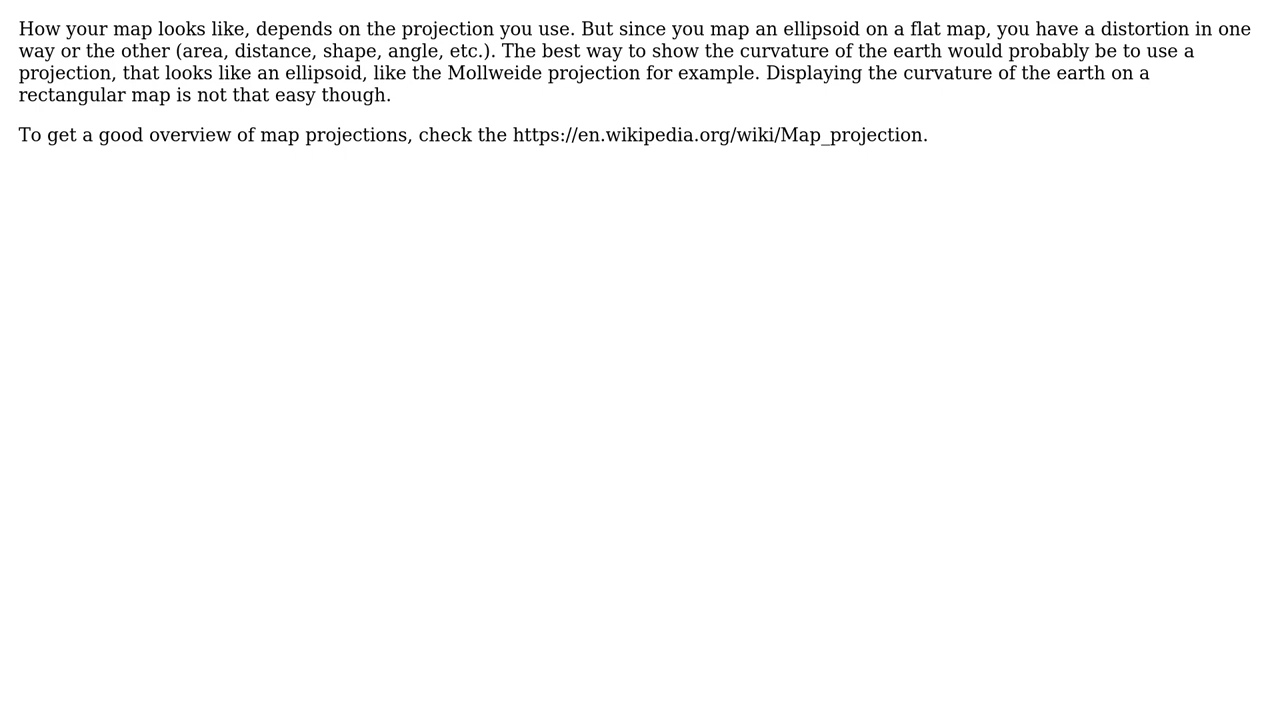 How your map looks like, depends on the projection you use. But since you map an ellipsoid on a flat map, you have a distortion in one
way or the other (area, distance, shape, angle, etc.). The best way to show the curvature of the earth would probably be to use a
projection, that looks like an ellipsoid, like the Mollweide projection for example. Displaying the curvature of the earth on a
rectangular map is not that easy though.
To get a good overview of map projections, check the https://en.wikipedia.org/wiki/Map_projection.